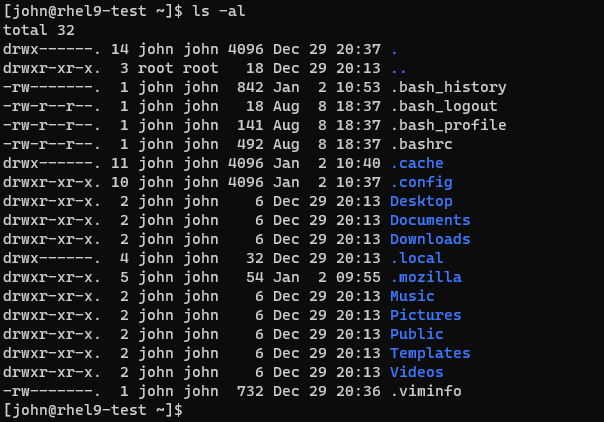 [john@rhel9-test ~]$ ls -al
total 32
drwx------. 14 john john 4096 Dec 29 20:37 .
drwxr-xr-x.  3 root root   18 Dec 29 20:13 ..
-rw-------.  1 john john  842 Jan  2 10:53 .bash_history
-rw-r--r--.  1 john john   18 Aug  8 18:37 .bash_logout
-rw-r--r--.  1 john john  141 Aug  8 18:37 .bash_profile
-rw-r--r--.  1 john john  492 Aug  8 18:37 .bashrc
drwx------. 11 john john 4096 Jan  2 10:40 .cache
drwxr-xr-x. 10 john john 4096 Jan  2 10:37 .config
drwxr-xr-x.  2 john john    6 Dec 29 20:13 Desktop
drwxr-xr-x.  2 john john    6 Dec 29 20:13 Documents
drwxr-xr-x.  2 john john    6 Dec 29 20:13 Downloads
drwx------.  4 john john   32 Dec 29 20:13 .local
drwxr-xr-x.  5 john john   54 Jan  2 09:55 .mozilla
drwxr-xr-x.  2 john john    6 Dec 29 20:13 Music
drwxr-xr-x.  2 john john    6 Dec 29 20:13 Pictures
drwxr-xr-x.  2 john john    6 Dec 29 20:13 Public
drwxr-xr-x.  2 john john    6 Dec 29 20:13 Templates
drwxr-xr-x.  2 john john    6 Dec 29 20:13 Videos
-rw-------.  1 john john  732 Dec 29 20:36 .viminfo
[john@rhel9-test ~]$